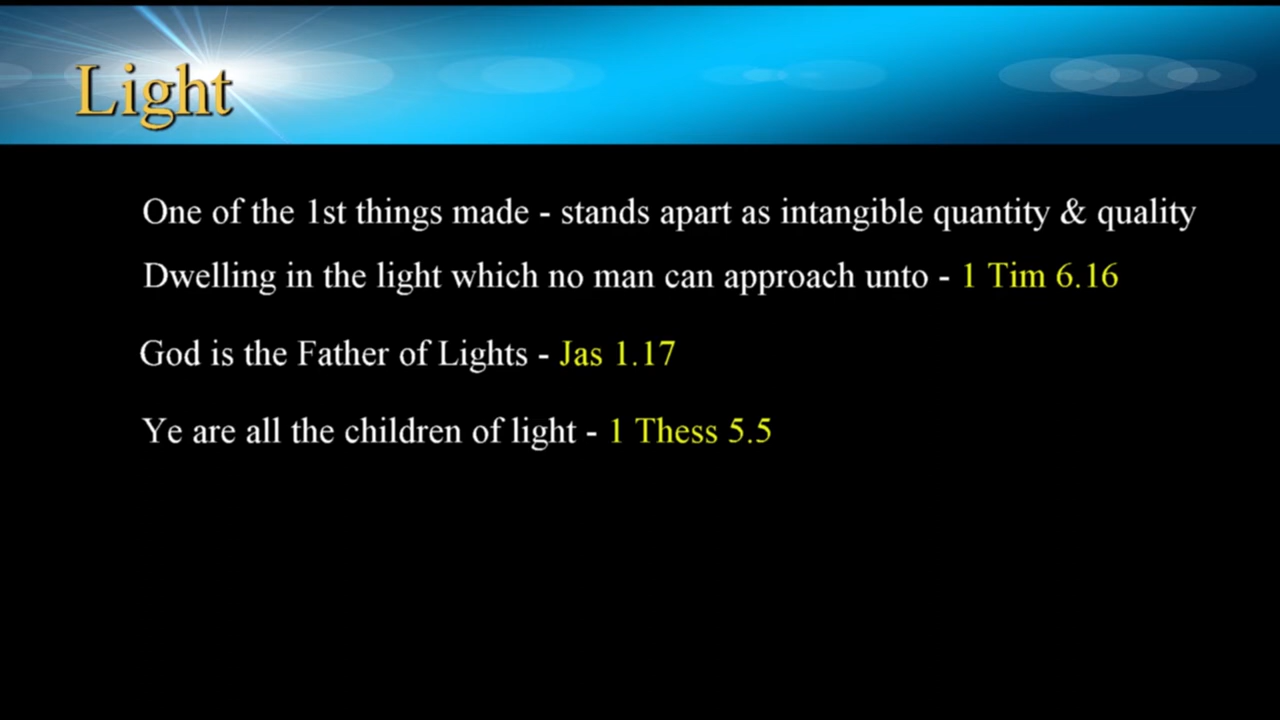 Light
One of the 1st things made - stands apart as intangible quantity & quality
Dwelling in the light which no man can approach unto - 1 Tim 6.16
God is the Father of Lights - Jas 1.17
Ye are all the children of light - 1 Thess 5.5